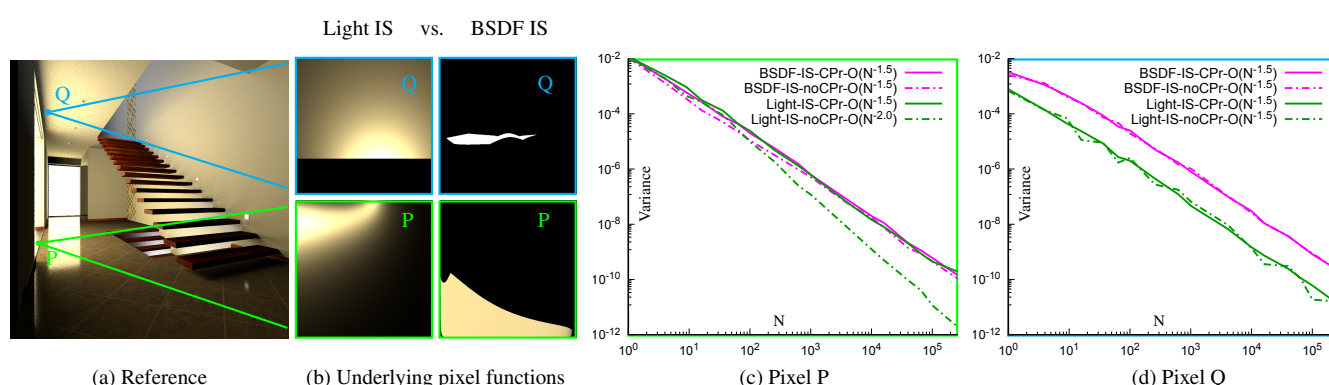 Light IS vs. BSDF IS
Q
P
Q
Q
P
P
(a) Reference
(b) Underlying pixel functions
10^-2
10^-4
10^-6
10^-8
10^-10
10^-12
Variance
BSDF-IS-CPr-O(N^-1.5)
BSDF-IS-noCPr-O(N^-1.5)
Light-IS-CPr-O(N^-1.5)
Light-IS-noCPr-O(N^-2.0)
N
10^0 10^1 10^2 10^3 10^4 10^5
(c) Pixel P
10^-2
10^-4
10^-6
10^-8
10^-10
10^-12
Variance
BSDF-IS-CPr-O(N^-1.5)
BSDF-IS-noCPr-O(N^-1.5)
Light-IS-CPr-O(N^-1.5)
Light-IS-noCPr-O(N^-1.5)
N
10^0 10^1 10^2 10^3 10^4 10^5
(d) Pixel Q